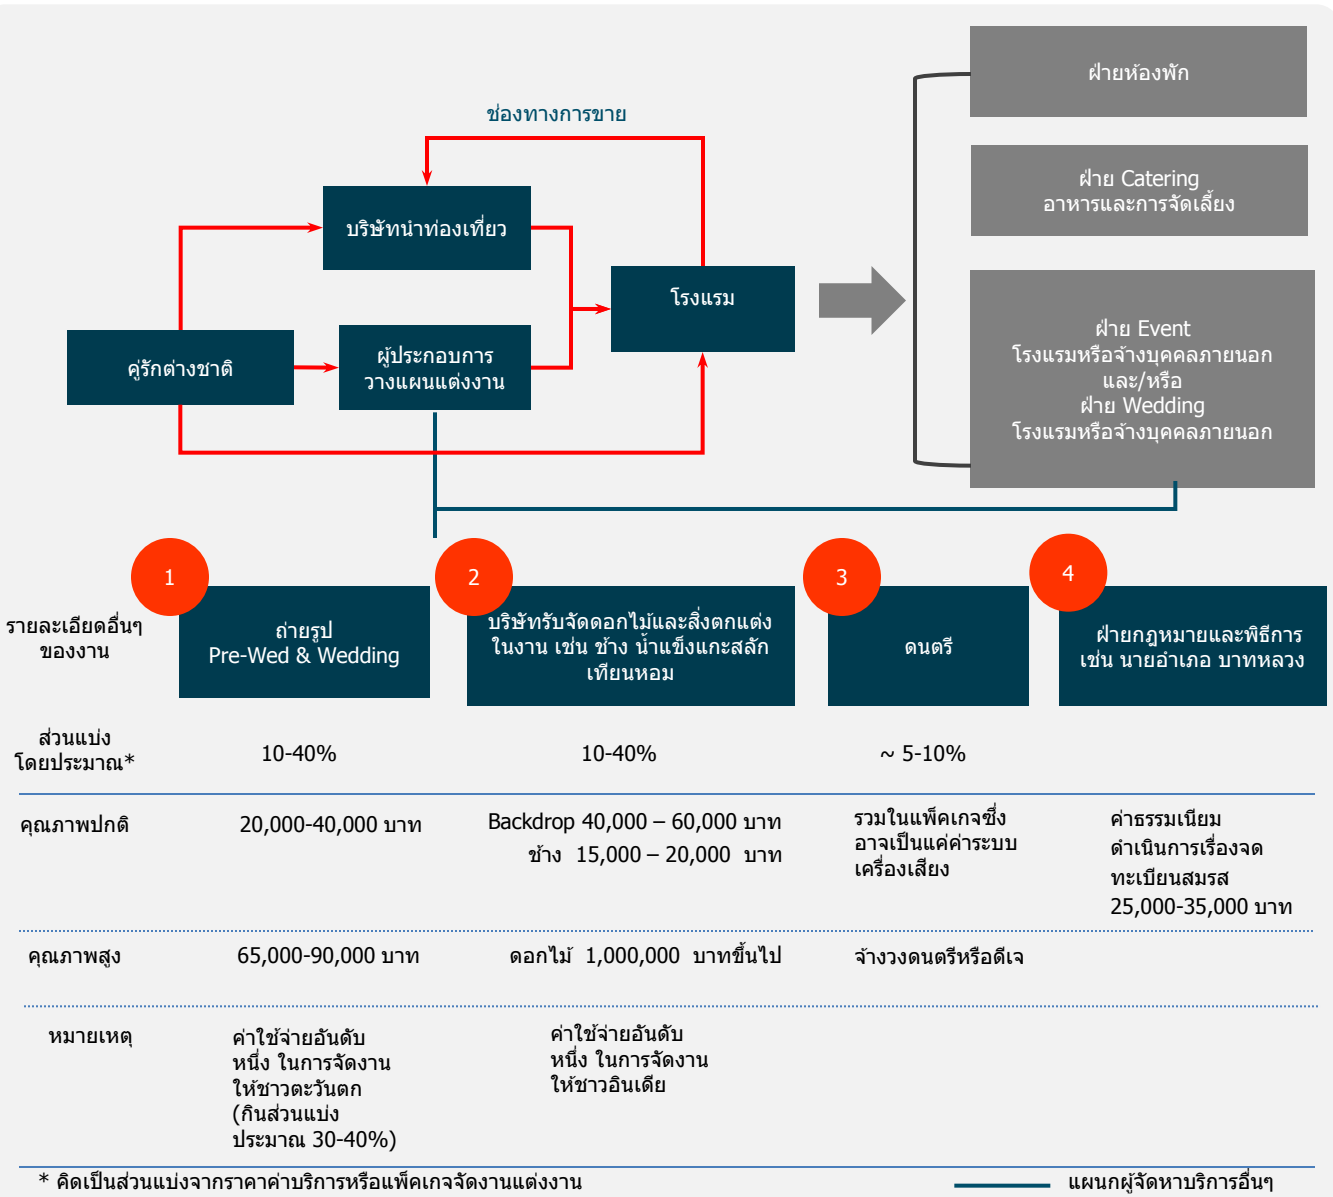 ช่องทางการขาย
บริษัทนำท่องเที่ยว
โรงแรม
คู่รักต่างชาติ
ผู้ประกอบการ
วางแผนแต่งงาน
ฝ่ายห้องพัก
ฝ่าย Catering
อาหารและการจัดเลี้ยง
ฝ่าย Event
โรงแรมหรือจ้างบุคคลภายนอก
และ/หรือ
ฝ่าย Wedding
โรงแรมหรือจ้างบุคคลภายนอก
1
2
3
4
รายละเอียดอื่นๆ
ของงาน
ถ่ายรูป
Pre-Wed & Wedding
บริษัทรับจัดดอกไม้และสิ่งตกแต่ง
ในงาน เช่น ช้าง น้ำแข็งแกะสลัก
เทียนหอม
ดนตรี
ฝ่ายกฎหมายและพิธีการ
เช่น นายอำเภอ บาทหลวง
ส่วนแบ่ง
โดยประมาณ*
10-40%
10-40%
~ 5-10%
คุณภาพปกติ
20,000-40,000 บาท
Backdrop 40,000 – 60,000 บาท
ช้าง 15,000 – 20,000 บาท
รวมในแพ็คเกจซึ่ง
อาจเป็นแค่ค่าระบบ
เครื่องเสียง
ค่าธรรมเนียม
ดำเนินการเรื่องจด
ทะเบียนสมรส
25,000-35,000 บาท
คุณภาพสูง
65,000-90,000 บาท
ดอกไม้ 1,000,000 บาทขึ้นไป
จ้างวงดนตรีหรือดีเจ
หมายเหตุ
ค่าใช้จ่ายอันดับ
หนึ่ง ในการจัดงาน
ให้ชาวตะวันตก
(กินส่วนแบ่ง
ประมาณ 30-40%)
ค่าใช้จ่ายอันดับ
หนึ่ง ในการจัดงาน
ให้ชาวอินเดีย
* คิดเป็นส่วนแบ่งจากราคาค่าบริการหรือแพ็คเกจจัดงานแต่งงาน
แผนกผู้จัดหาบริการอื่นๆ